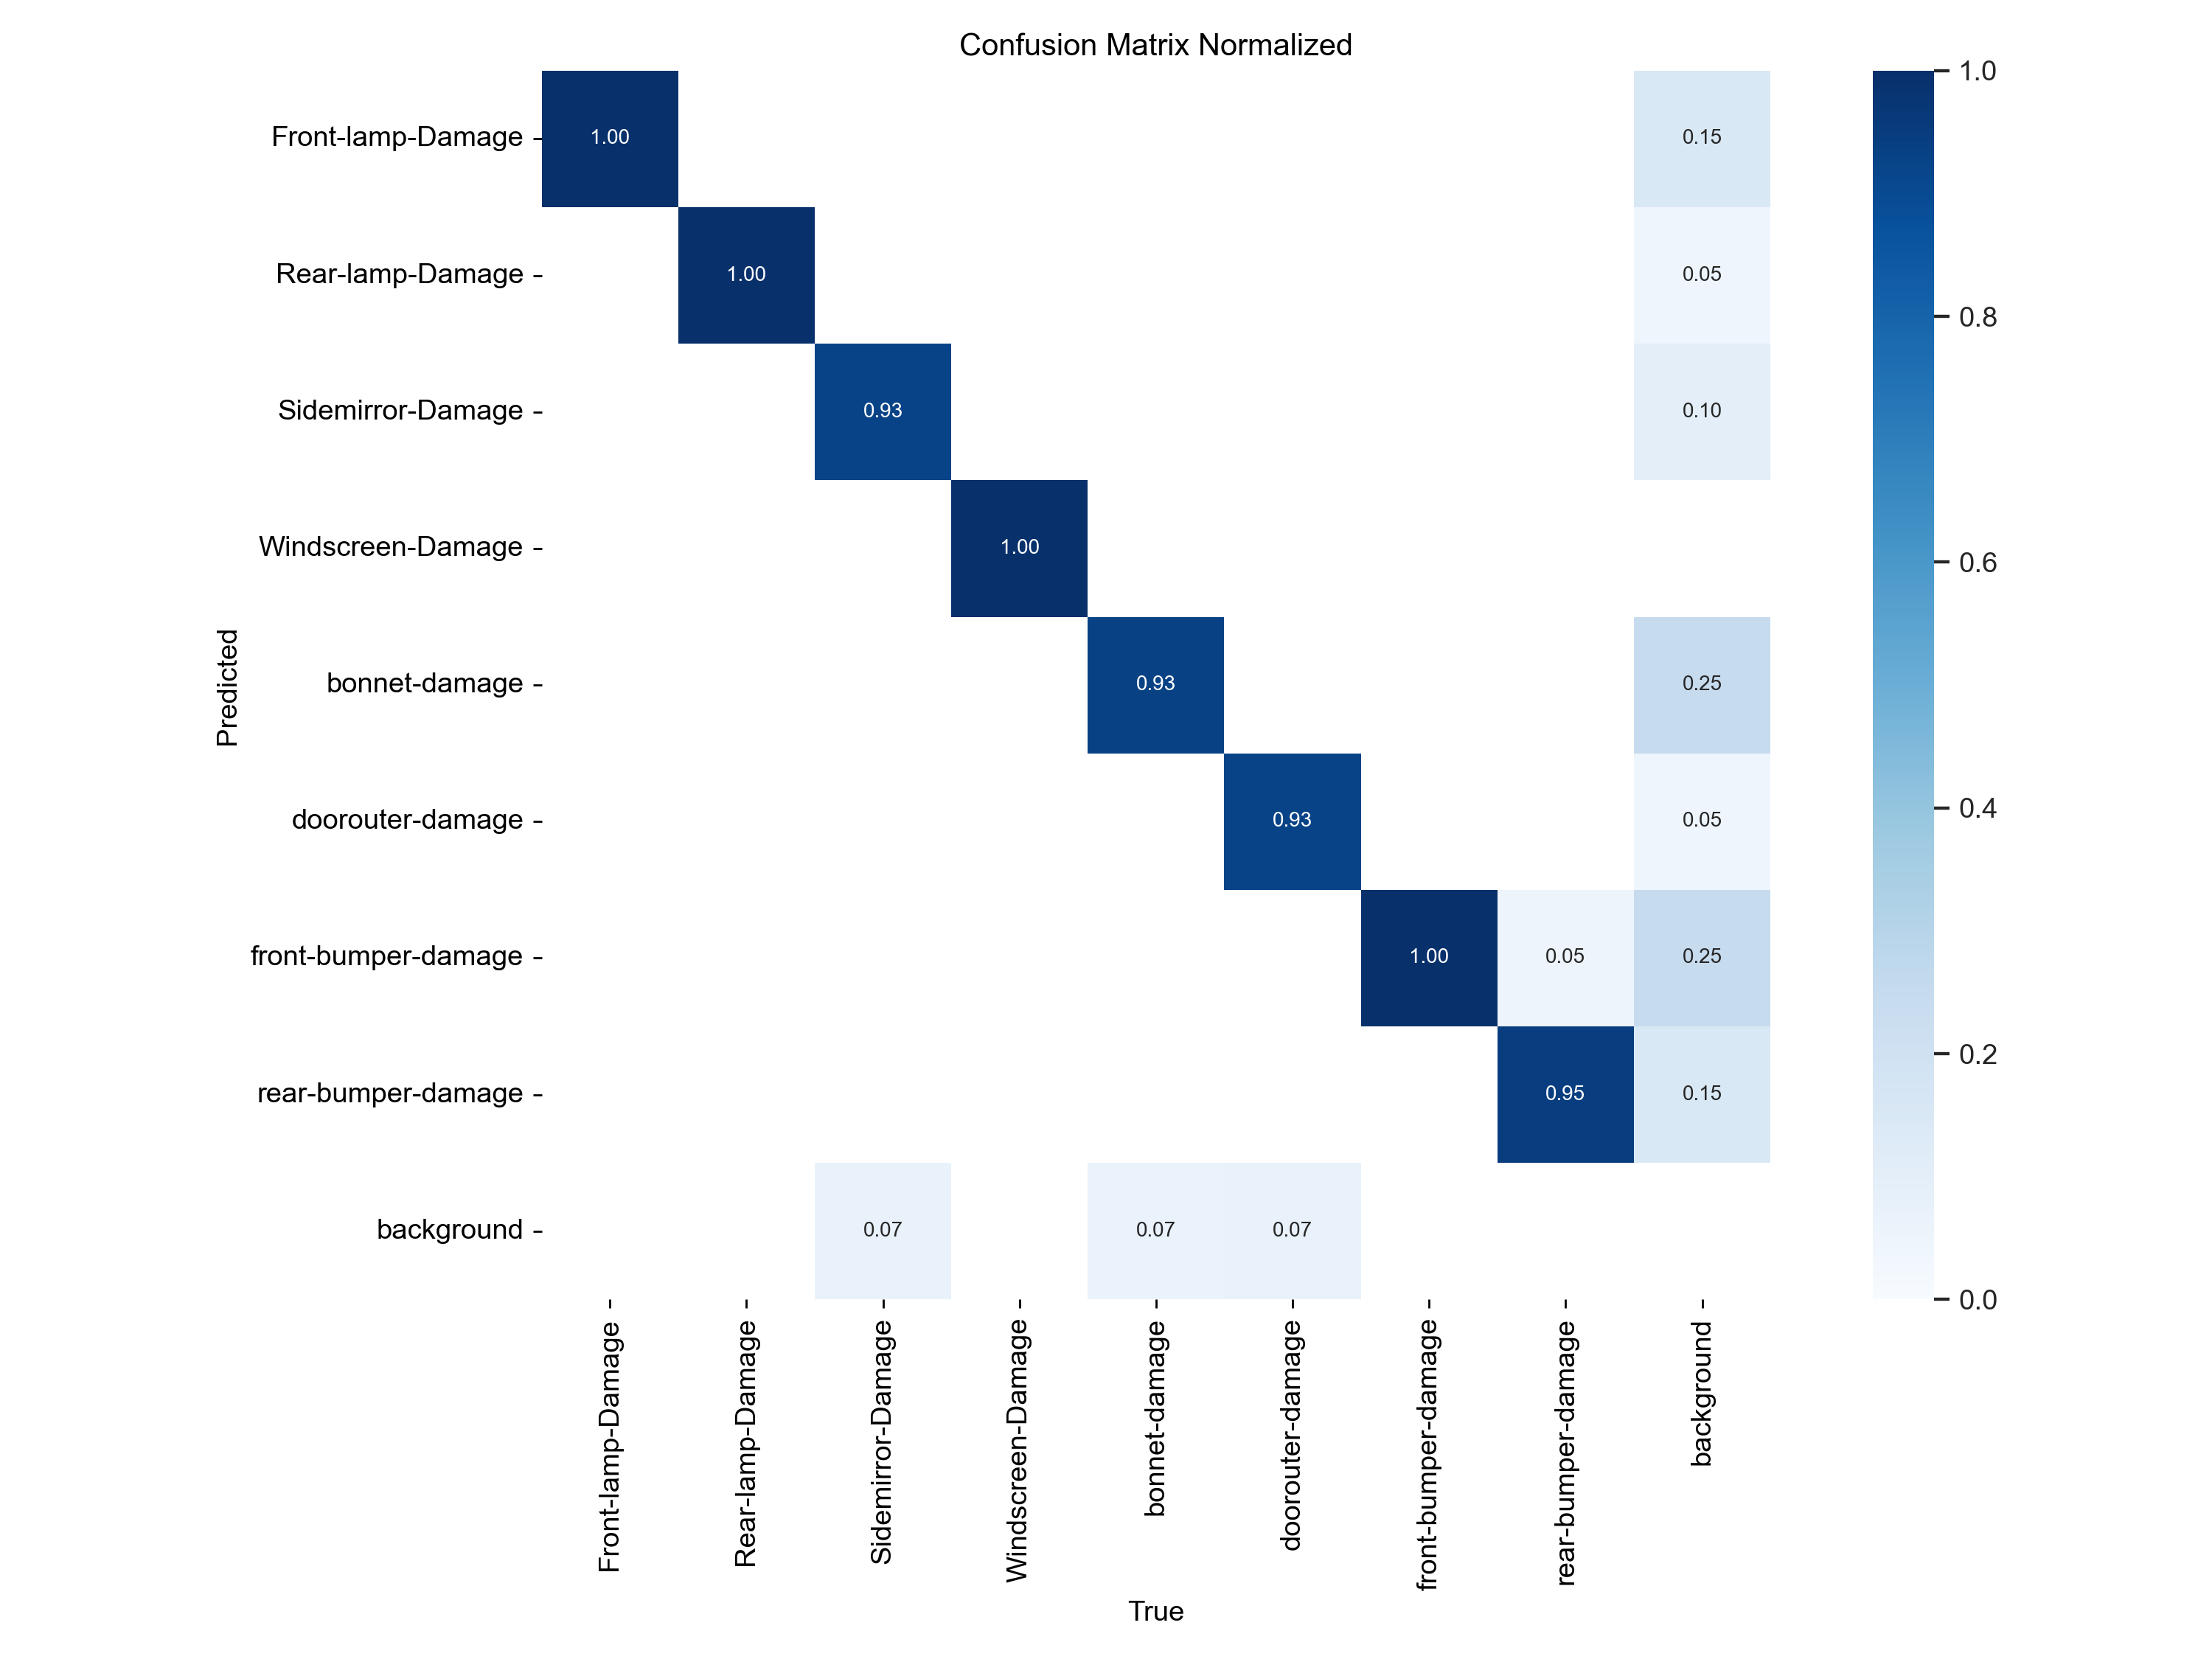 Confusion Matrix Normalized
Front-lamp-Damage
1.00
0.15
Rear-lamp-Damage
1.00
0.05
Sidemirror-Damage
0.93
0.10
Windscreen-Damage
1.00
bonnet-damage
0.93
0.25
doorouter-damage
0.93
0.05
front-bumper-damage
1.00
0.05
0.25
rear-bumper-damage
0.95
0.15
background
0.07
0.07
0.07
Predicted
Front-lamp-Damage
Rear-lamp-Damage
Sidemirror-Damage
Windscreen-Damage
bonnet-damage
doorouter-damage
front-bumper-damage
rear-bumper-damage
background
True
1.0
0.8
0.6
0.4
0.2
0.0